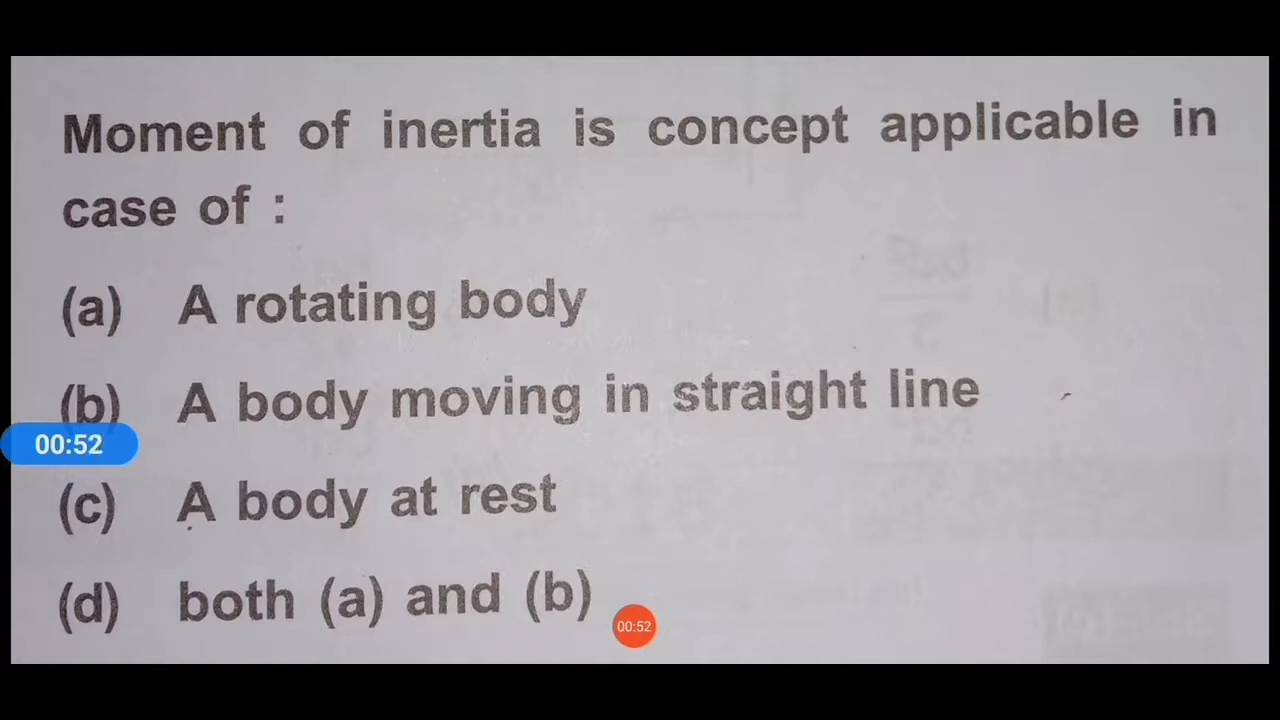 Moment of inertia is concept applicable in
case of :
(a) A rotating body
(b) A body moving in straight line
00:52
(c) A body at rest
(d) both (a) and (b)
00:52